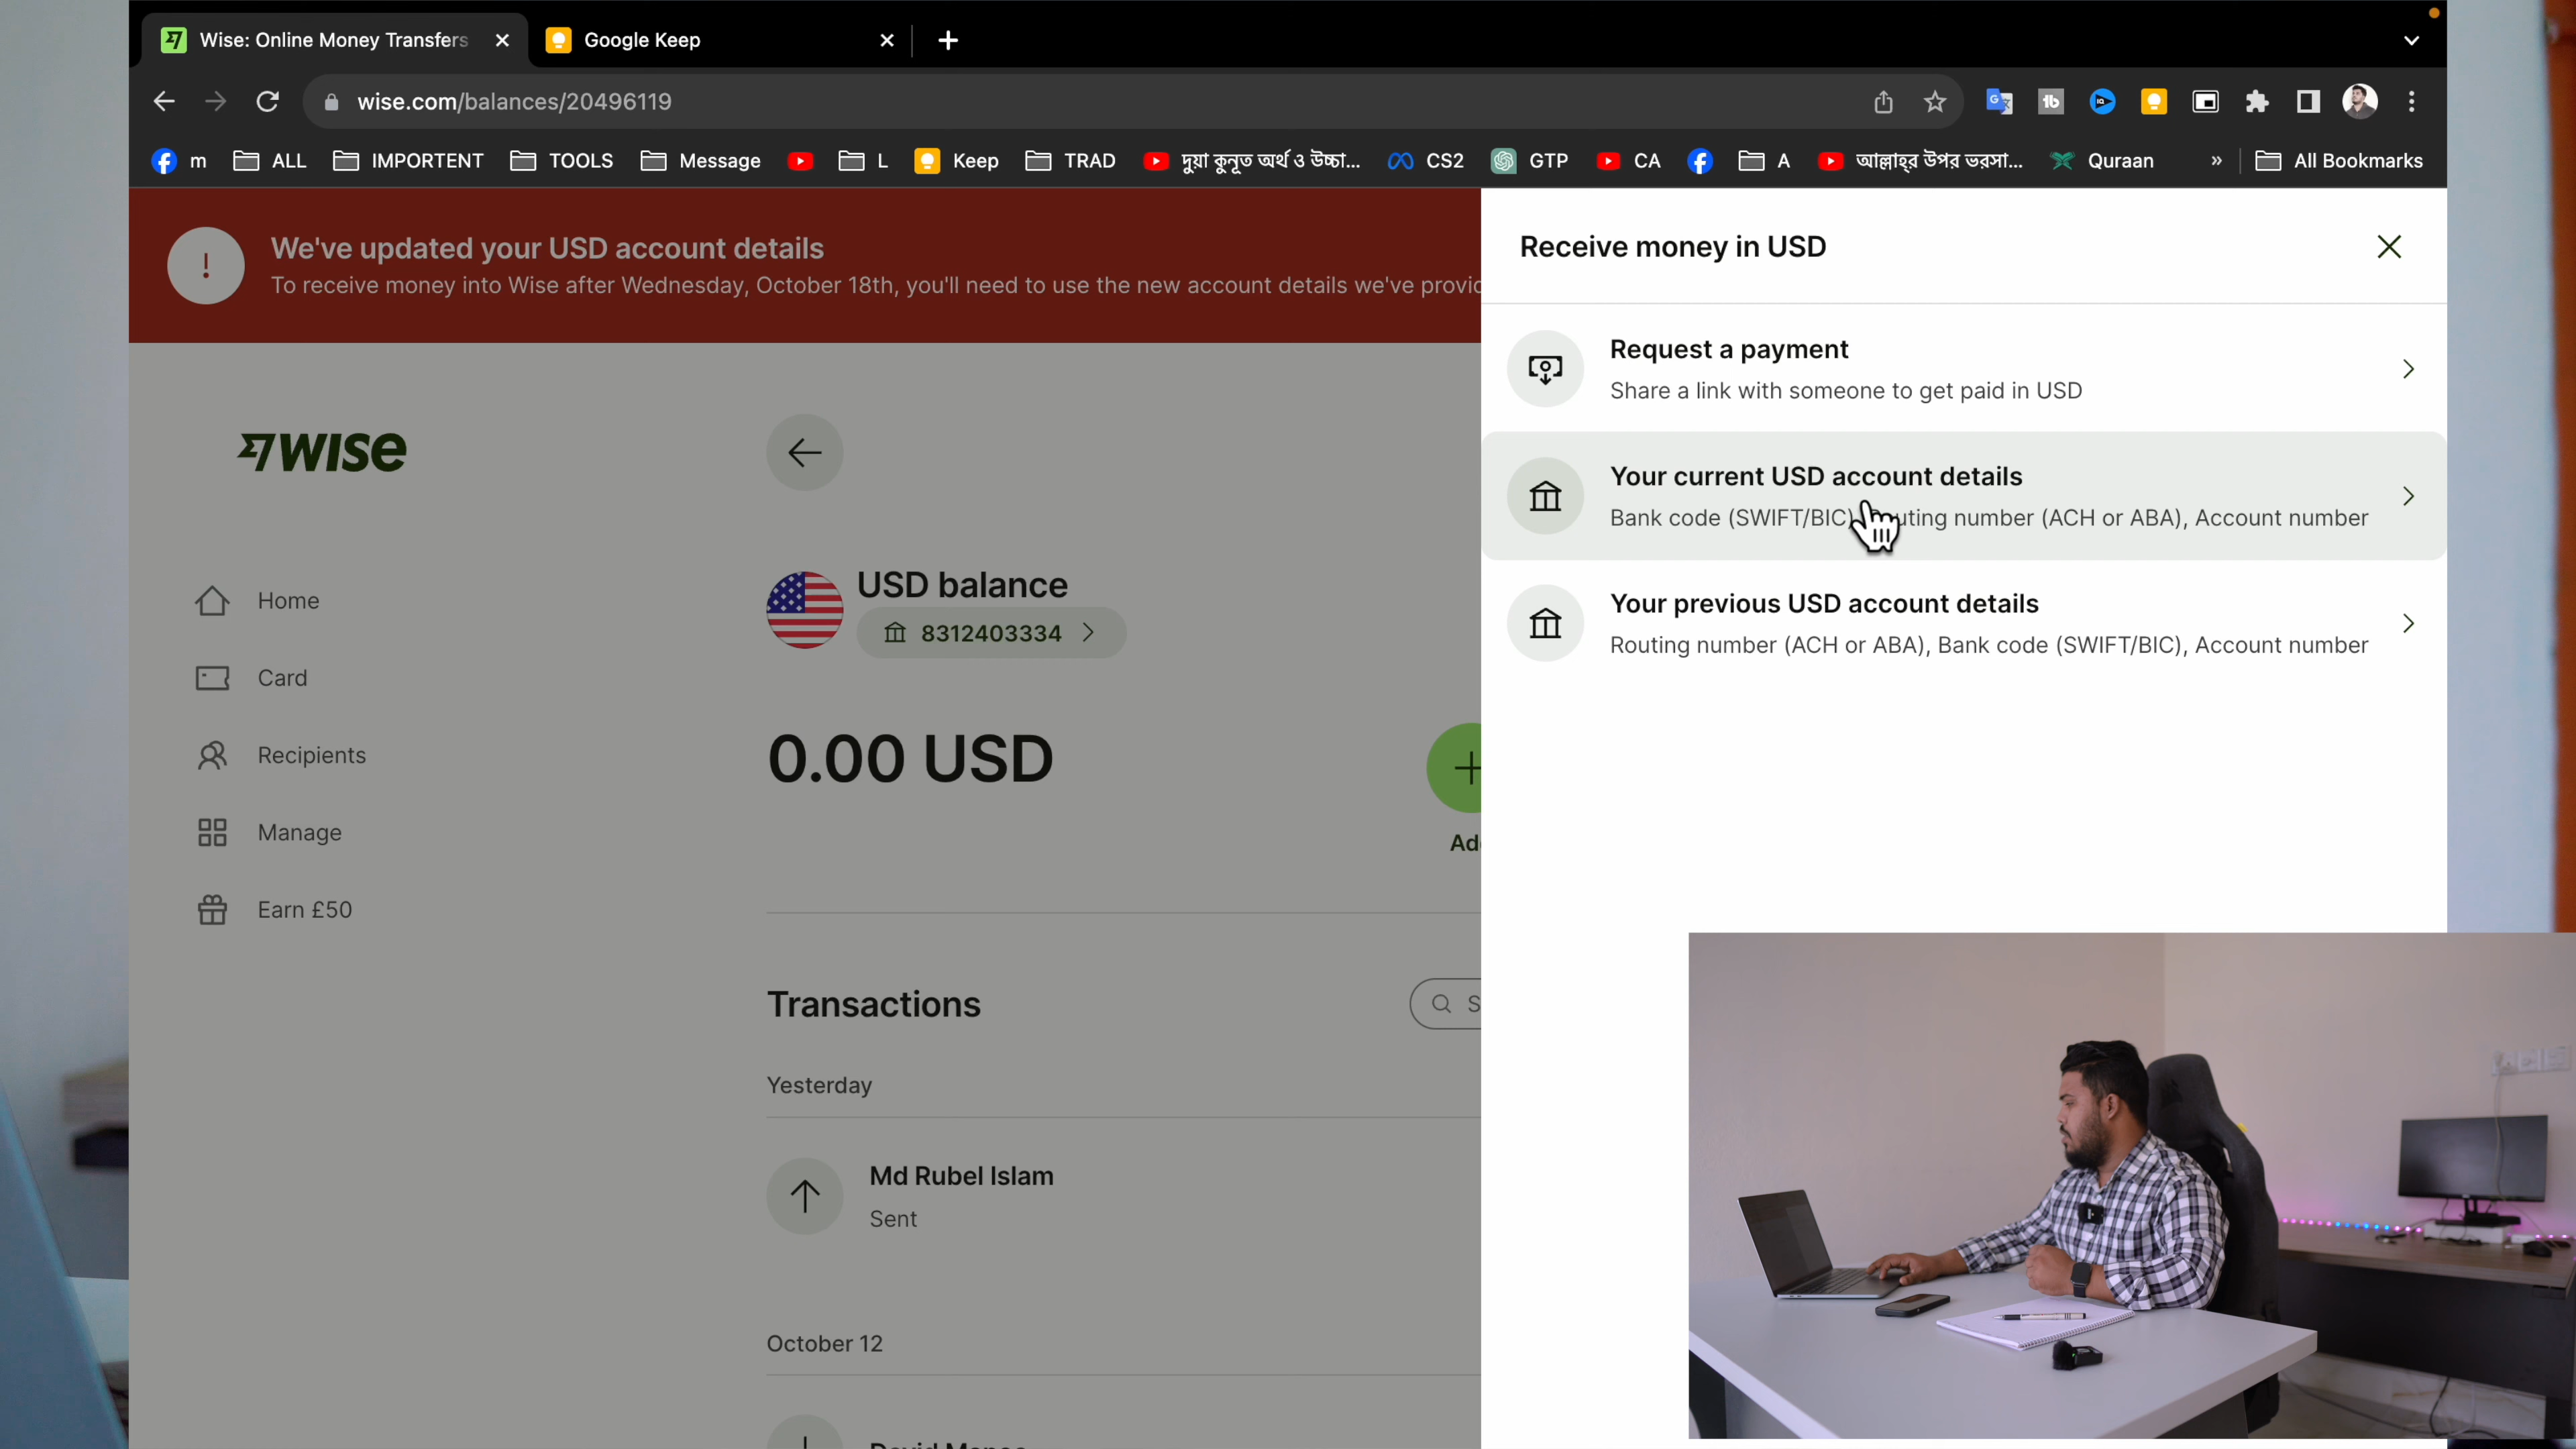 Wise: Online Money Transfers
Google Keep
wise.com/balances/20496119
m
ALL
IMPORTENT
TOOLS
Message
L
Keep
TRAD
দুয়া কুনুত অর্থ ও উচ্চা...
CS2
GTP
CA
A
আল্লাহ্‌র উপর ভরসা...
Quraan
»
All Bookmarks
We've updated your USD account details
To receive money into Wise after Wednesday, October 18th, you'll need to use the new account details we've provid
WISE
Home
Card
Recipients
Manage
Earn £50
USD balance
8312403334
0.00 USD
Transactions
Yesterday
Md Rubel Islam
Sent
October 12
Receive money in USD
Request a payment
Share a link with someone to get paid in USD
Your current USD account details
Bank code (SWIFT/BIC) uting number (ACH or ABA), Account number
Your previous USD account details
Routing number (ACH or ABA), Bank code (SWIFT/BIC), Account number